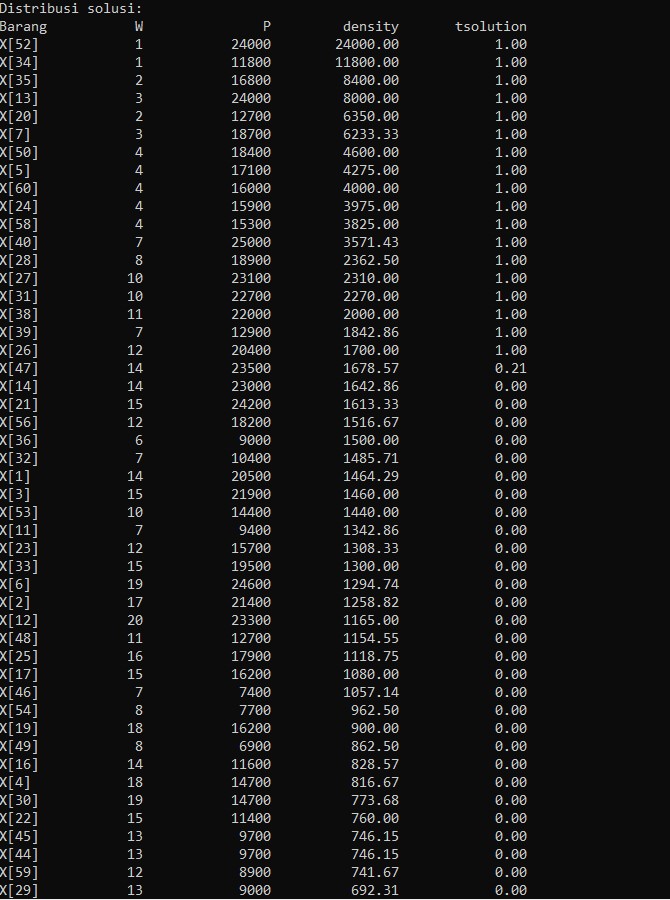 Distribusi solusi:
Barang W P density tsolution
X[52] 1 24000 24000.00 1.00
X[34] 1 11800 11800.00 1.00
X[35] 2 16800 8400.00 1.00
X[13] 3 24000 8000.00 1.00
X[20] 2 12700 6350.00 1.00
X[7] 3 18700 6233.33 1.00
X[50] 4 18400 4600.00 1.00
X[5] 4 17100 4275.00 1.00
X[60] 4 16000 4000.00 1.00
X[24] 4 15900 3975.00 1.00
X[58] 4 15300 3825.00 1.00
X[40] 7 25000 3571.43 1.00
X[28] 8 18900 2362.50 1.00
X[27] 10 23100 2310.00 1.00
X[31] 10 22700 2270.00 1.00
X[38] 11 22000 2000.00 1.00
X[39] 7 12900 1842.86 1.00
X[26] 12 20400 1700.00 1.00
X[47] 14 23500 1678.57 0.21
X[14] 14 23000 1642.86 0.00
X[21] 15 24200 1613.33 0.00
X[56] 12 18200 1516.67 0.00
X[36] 6 9000 1500.00 0.00
X[32] 7 10400 1485.71 0.00
X[1] 14 20500 1464.29 0.00
X[3] 15 21900 1460.00 0.00
X[53] 10 14400 1440.00 0.00
X[11] 7 9400 1342.86 0.00
X[23] 12 15700 1308.33 0.00
X[33] 15 19500 1300.00 0.00
X[6] 19 24600 1294.74 0.00
X[2] 17 21400 1258.82 0.00
X[12] 20 23300 1165.00 0.00
X[48] 11 12700 1154.55 0.00
X[25] 16 17900 1118.75 0.00
X[17] 15 16200 1080.00 0.00
X[46] 7 7400 1057.14 0.00
X[54] 8 7700 962.50 0.00
X[19] 18 16200 900.00 0.00
X[49] 8 6900 862.50 0.00
X[16] 14 11600 828.57 0.00
X[4] 18 14700 816.67 0.00
X[30] 19 14700 773.68 0.00
X[22] 15 11400 760.00 0.00
X[45] 13 9700 746.15 0.00
X[44] 13 9700 746.15 0.00
X[59] 12 8900 741.67 0.00
X[29] 13 9000 692.31 0.00